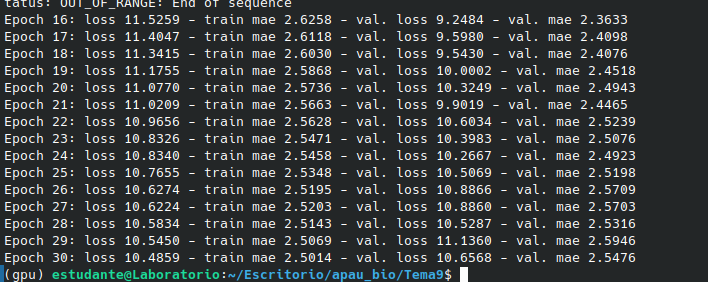 tatus: OUT_OF_RANGE: End of sequence
Epoch 16: loss 11.5259 - train mae 2.6258 - val. loss 9.2484 - val. mae 2.3633
Epoch 17: loss 11.4047 - train mae 2.6118 - val. loss 9.5980 - val. mae 2.4098
Epoch 18: loss 11.3415 - train mae 2.6030 - val. loss 9.5430 - val. mae 2.4076
Epoch 19: loss 11.1755 - train mae 2.5868 - val. loss 10.0002 - val. mae 2.4518
Epoch 20: loss 11.0770 - train mae 2.5736 - val. loss 10.3249 - val. mae 2.4943
Epoch 21: loss 11.0209 - train mae 2.5663 - val. loss 9.9019 - val. mae 2.4465
Epoch 22: loss 10.9656 - train mae 2.5628 - val. loss 10.6034 - val. mae 2.5239
Epoch 23: loss 10.8326 - train mae 2.5471 - val. loss 10.3983 - val. mae 2.5076
Epoch 24: loss 10.8340 - train mae 2.5458 - val. loss 10.2667 - val. mae 2.4923
Epoch 25: loss 10.7655 - train mae 2.5348 - val. loss 10.5069 - val. mae 2.5198
Epoch 26: loss 10.6274 - train mae 2.5195 - val. loss 10.8866 - val. mae 2.5709
Epoch 27: loss 10.6224 - train mae 2.5203 - val. loss 10.8860 - val. mae 2.5703
Epoch 28: loss 10.5834 - train mae 2.5143 - val. loss 10.5287 - val. mae 2.5316
Epoch 29: loss 10.5450 - train mae 2.5069 - val. loss 11.1360 - val. mae 2.5946
Epoch 30: loss 10.4859 - train mae 2.5014 - val. loss 10.6568 - val. mae 2.5476
(gpu) estudante@Laboratorio:~/Escritorio/apau_bio/Tema9$